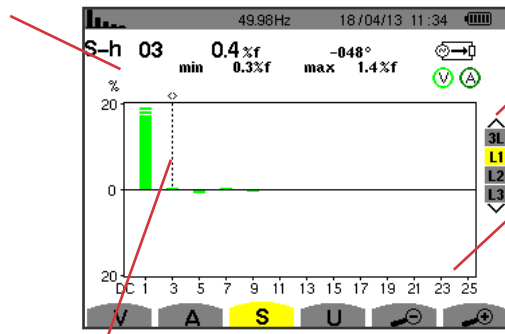 49.98Hz 18/04/13 11:34
S-h 03 0.4 %f -048°
min 0.3%f max 1.4%f
V A
%
20
3L
L1
L2
L3
0
20
DC 1 3 5 7 9 11 13 15 17 19 21 23 25
V A S U